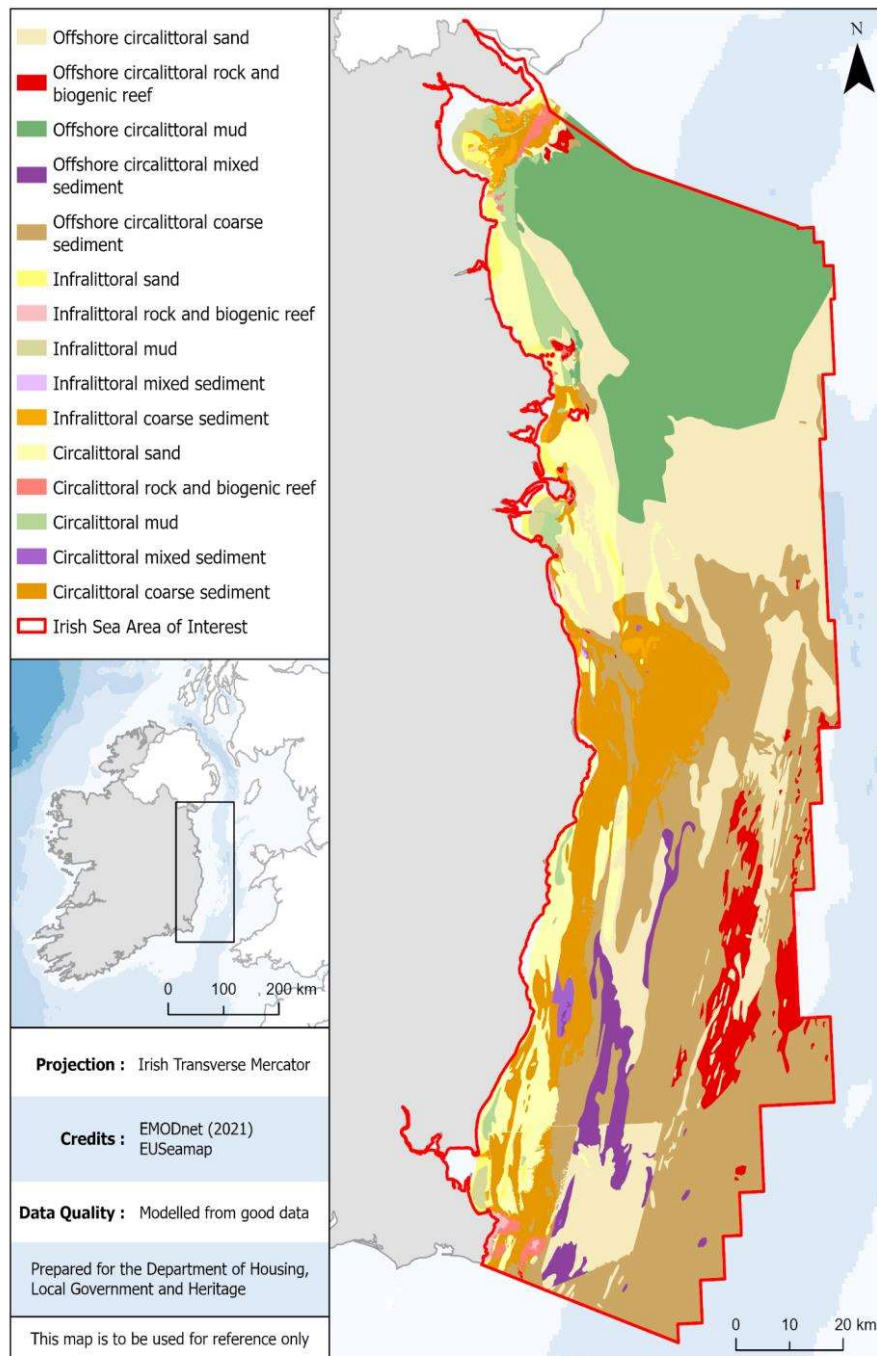 Offshore circalittoral sand
Offshore circalittoral rock and
biogenic reef
Offshore circalittoral mud
Offshore circalittoral mixed
sediment
Offshore circalittoral coarse
sediment
Infralittoral sand
Infralittoral rock and biogenic reef
Infralittoral mud
Infralittoral mixed sediment
Infralittoral coarse sediment
Circalittoral sand
Circalittoral rock and biogenic reef
Circalittoral mud
Circalittoral mixed sediment
Circalittoral coarse sediment
Irish Sea Area of Interest
N
0 100 200 km
Projection : Irish Transverse Mercator
Credits : EMODnet (2021)
EUSeamap
Data Quality : Modelled from good data
Prepared for the Department of Housing,
Local Government and Heritage
This map is to be used for reference only
0 10 20 km